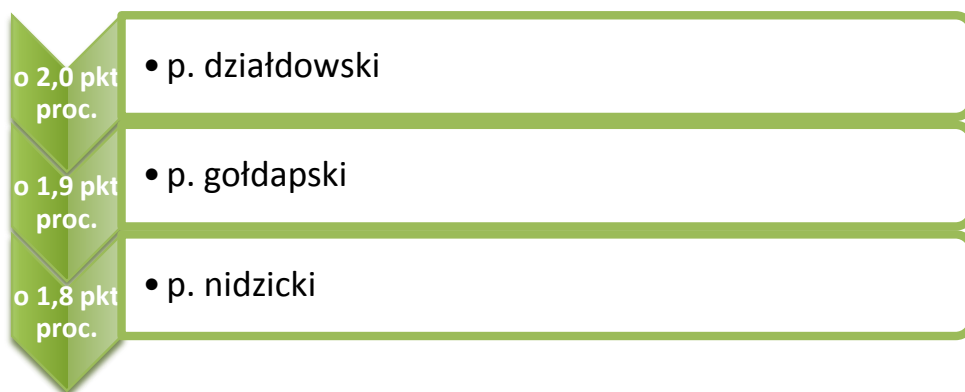 o 2,0 pkt
proc.
• p. działdowski
o 1,9 pkt
proc.
• p. gołdapski
o 1,8 pkt
proc.
• p. nidzicki